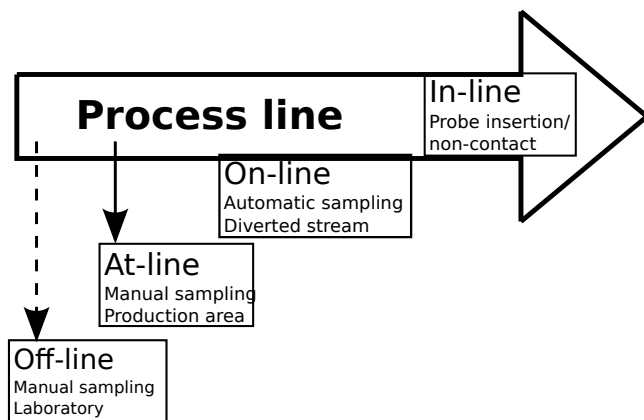 Process line
In-line
Probe insertion/
non-contact
On-line
Automatic sampling
Diverted stream
At-line
Manual sampling
Production area
Off-line
Manual sampling
Laboratory